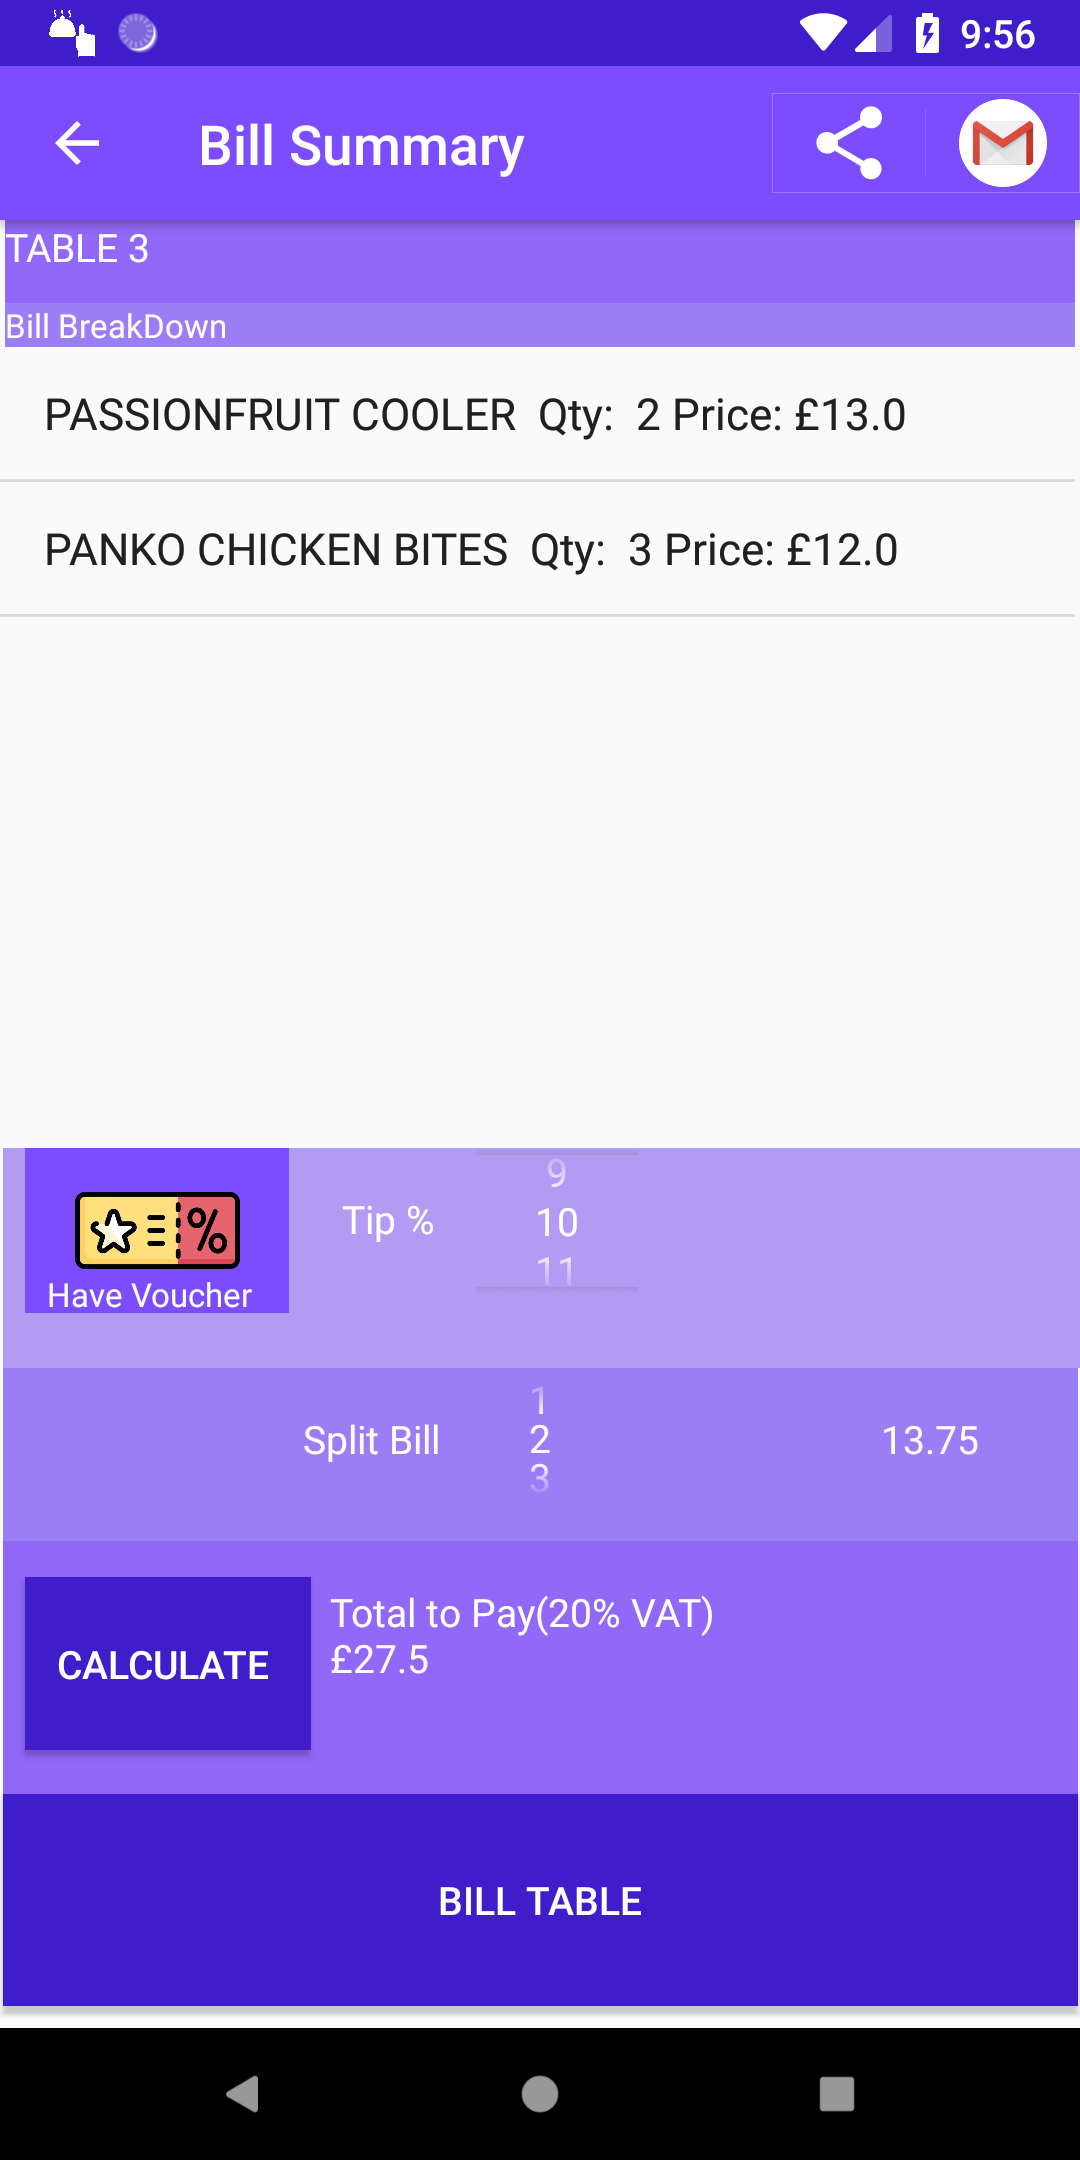 9:56
Bill Summary
TABLE 3
Bill BreakDown
PASSIONFRUIT COOLER  Qty:  2 Price: £13.0
PANKO CHICKEN BITES  Qty:  3 Price: £12.0
%
Have Voucher
Tip %
9
10
11
Split Bill
1
2
3
13.75
CALCULATE
Total to Pay(20% VAT)
£27.5
BILL TABLE